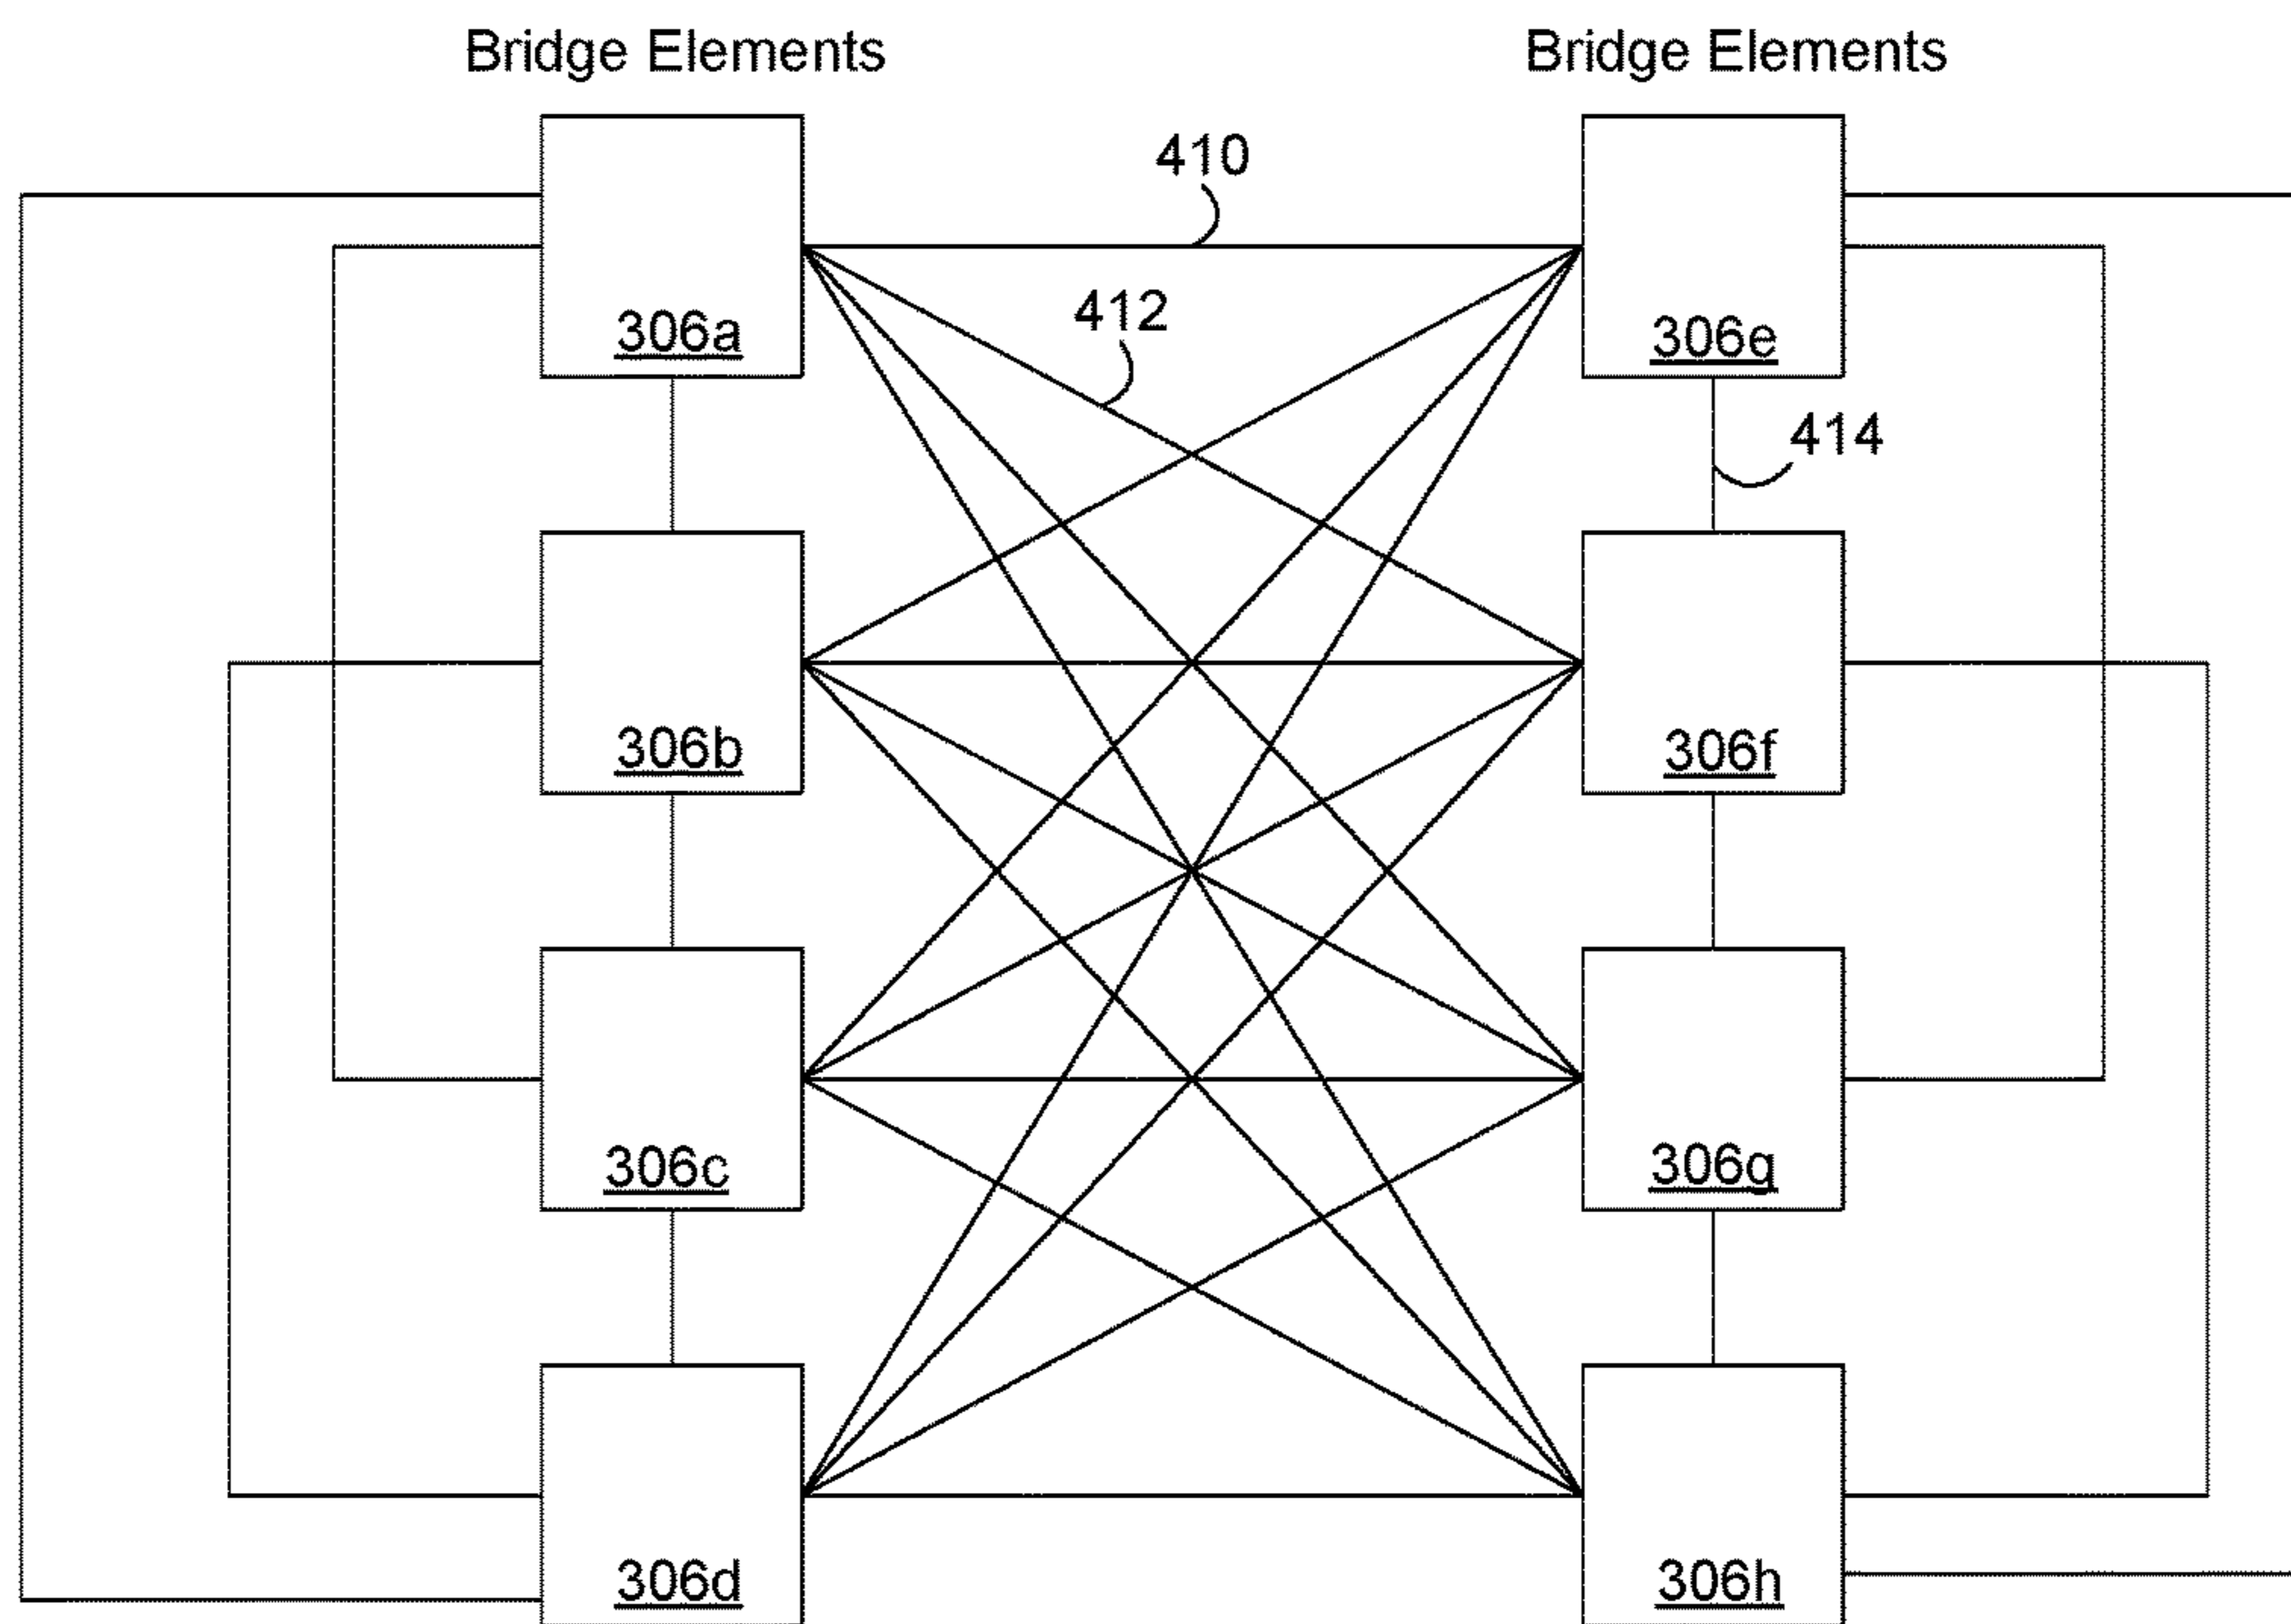 Bridge Elements
Bridge Elements
410
412
306a
306e
414
306b
306f
306c
306g
306d
306h